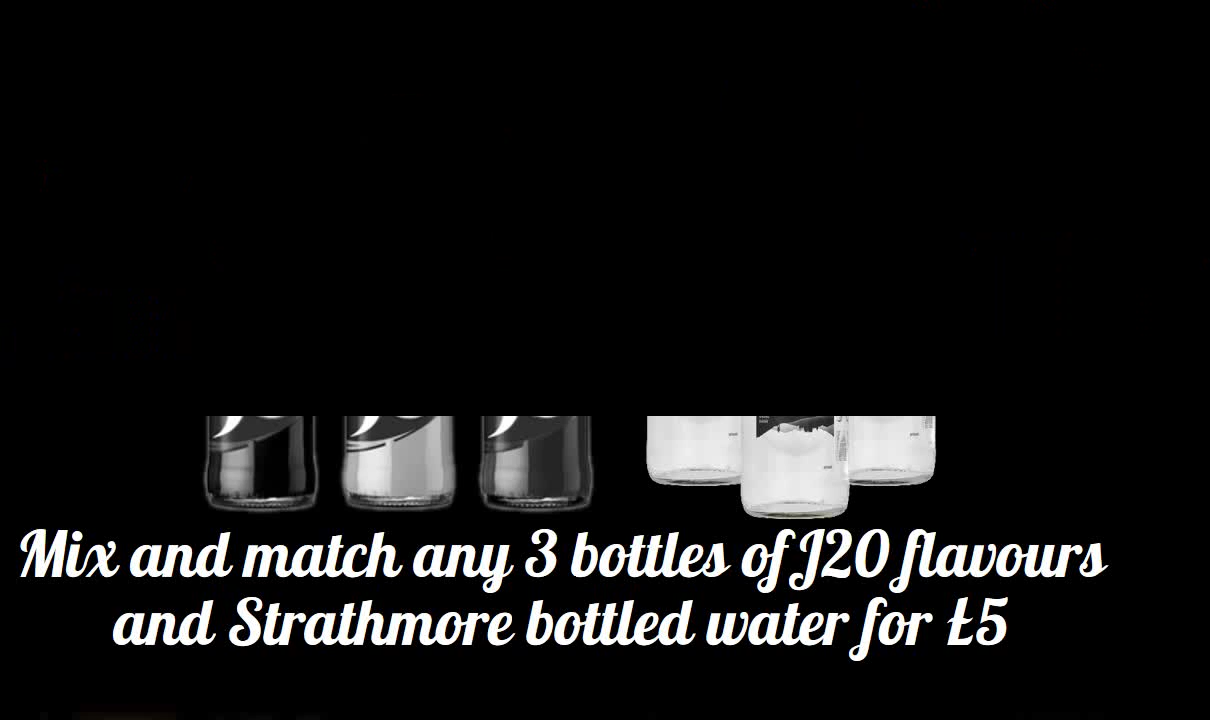 Mix and match any 3 bottles of J20 flavours
and Strathmore bottled water for £5